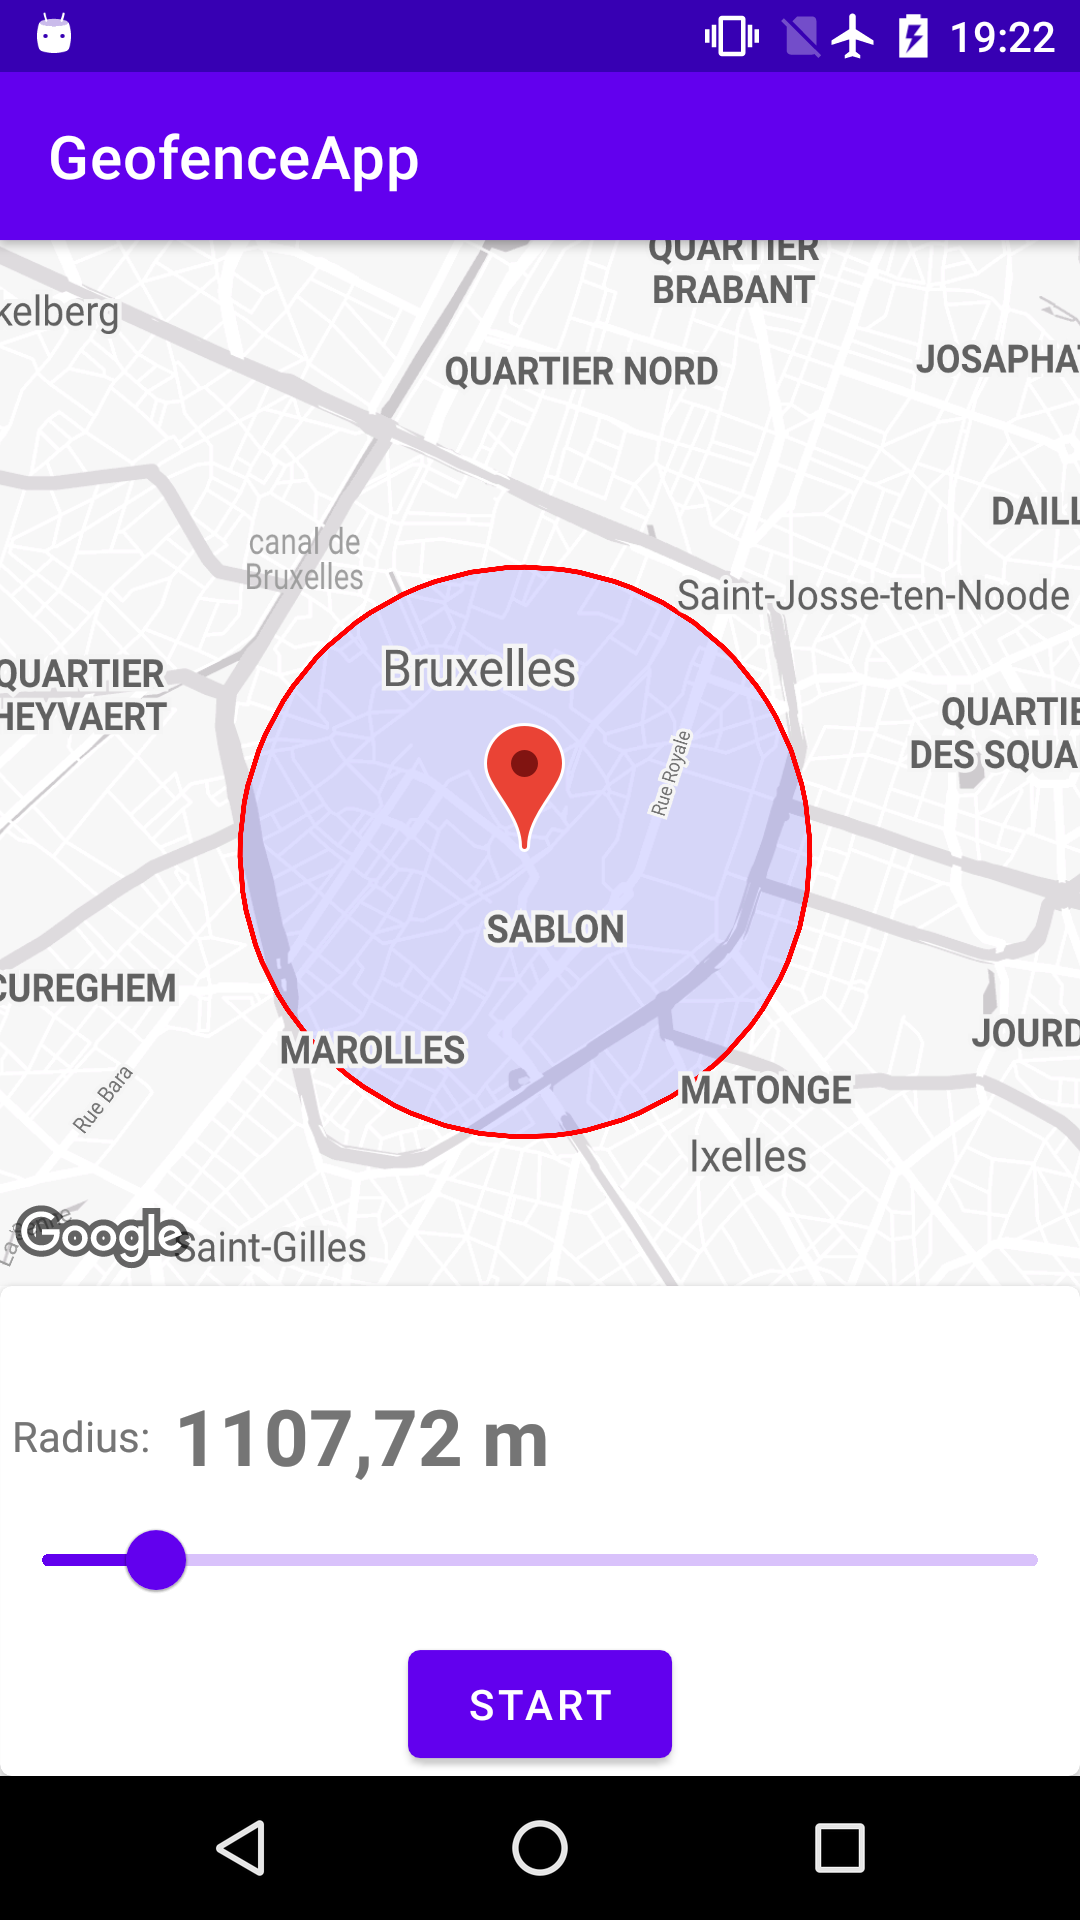 19:22
GeofenceApp
QUARTIER
BRABANT
kelberg
QUARTIER NORD
JOSAPHAT
DAILL
canal de
Bruxelles
Saint-Josse-ten-Noode
Bruxelles
QUARTIER
HEYVAERT
QUARTIE
DES SQUA
Rue Royale
SABLON
CUREGHEM
JOURD
MAROLLES
MATONGE
Rue Bara
Ixelles
Google
Saint-Gilles
Radius: 1107,72 m
START